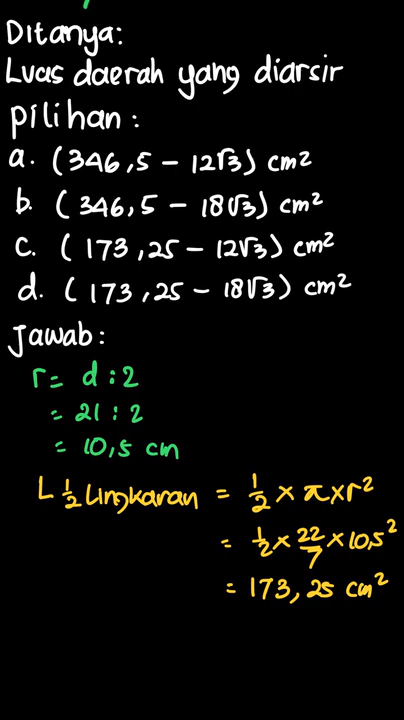 Ditanya:
Luas daerah yang diarsir
pilihan:
a. (346,5 - 12√3) cm²
b. (346,5 - 18√3) cm²
c. (173,25 - 12√3) cm²
d. (173,25 - 18√3) cm²
Jawab:
r = d : 2
= 21 : 2
= 10,5 cm
L ½ Lingkaran = ½ × π × r²
= ½ × 22/7 × 10,5²
= 173,25 cm²